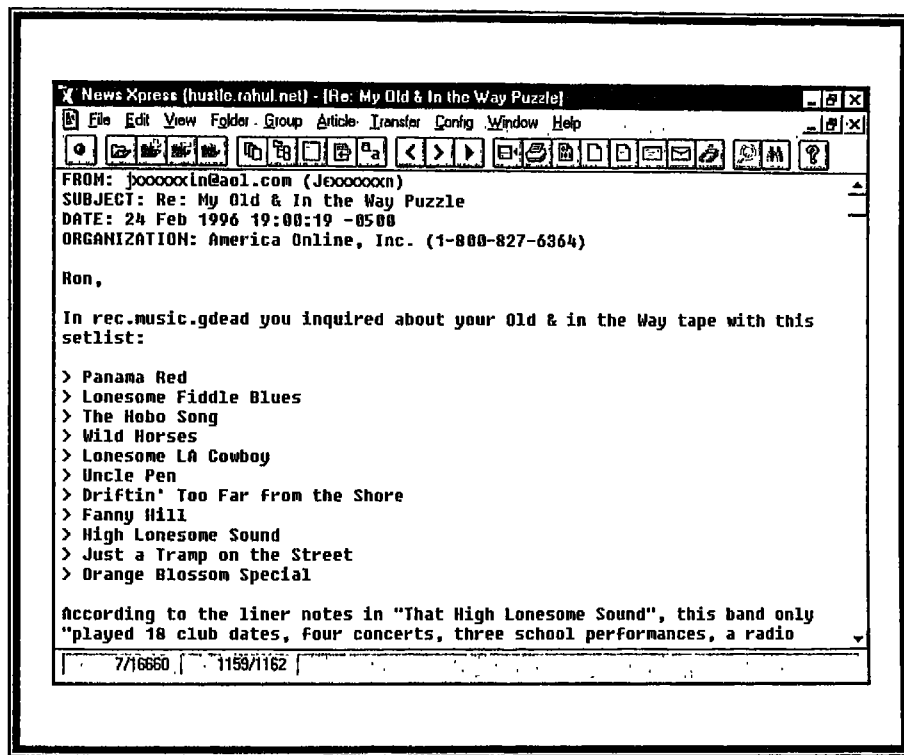 News Xpress (hustle.rahul.net) - [Re: My Old & In the Way Puzzle]
File Edit View Folder Group Article Transfer Config Window Help
FROM: jxxxxxxin@aol.com (Jexxxxxxn)
SUBJECT: Re: My Old & In the Way Puzzle
DATE: 24 Feb 1996 19:00:19 -0500
ORGANIZATION: America Online, Inc. (1-800-827-6364)
Ron,
In rec.music.gdead you inquired about your Old & in the Way tape with this
setlist:
> Panama Red
> Lonesome Fiddle Blues
> The Hobo Song
> Wild Horses
> Lonesome LA Cowboy
> Uncle Pen
> Driftin' Too Far from the Shore
> Fanny Hill
> High Lonesome Sound
> Just a Tramp on the Street
> Orange Blossom Special
According to the liner notes in "That High Lonesome Sound", this band only
"played 18 club dates, four concerts, three school performances, a radio
7/16660 1159/1162